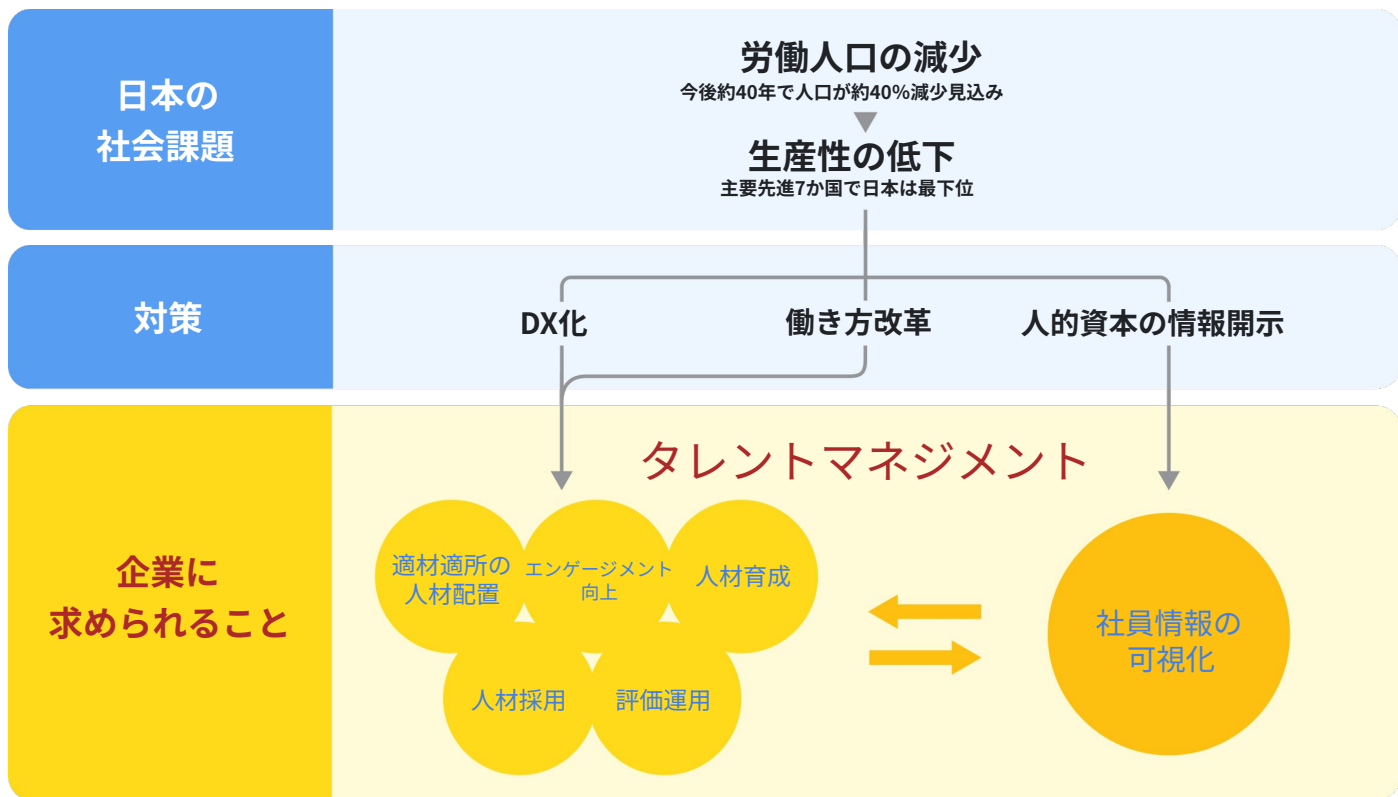 日本の
社会課題
労働人口の減少
今後約40年で人口が約40%減少見込み
生産性の低下
主要先進7か国で日本は最下位
対策
DX化
働き方改革
人的資本の情報開示
企業に
求められること
タレントマネジメント
適材適所の
人材配置
エンゲージメント
向上
人材育成
人材採用
評価運用
社員情報の
可視化